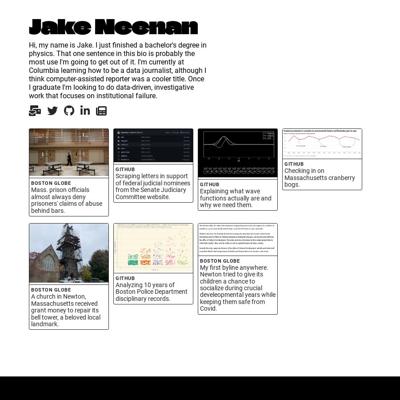 Jake Neenan
Hi, my name is Jake. I just finished a bachelor's degree in
physics. That one sentence in this bio is probably the
most use I'm going to get out of it. I'm currently at
Columbia learning how to be a data journalist, although I
think computer-assisted reporter was a cooler title. Once
I graduate I'm looking to do data-driven, investigative
work that focuses on institutional failure.
BOSTON GLOBE
Mass. prison officials
almost always deny
prisoners' claims of abuse
behind bars.
GITHUB
Scraping letters in support
of federal judicial nominees
from the Senate Judiciary
Committee website.
GITHUB
Explaining what wave
functions actually are and
why we need them.
GITHUB
Checking in on
Massachusetts cranberry
bogs.
BOSTON GLOBE
A church in Newton,
Massachusetts received
grant money to repair its
bell tower, a beloved local
landmark.
GITHUB
Analyzing 10 years of
Boston Police Department
disciplinary records.
BOSTON GLOBE
My first byline anywhere.
Newton tried to give its
children a chance to
socialize during crucial
develeopmental years while
keeping them safe from
Covid.